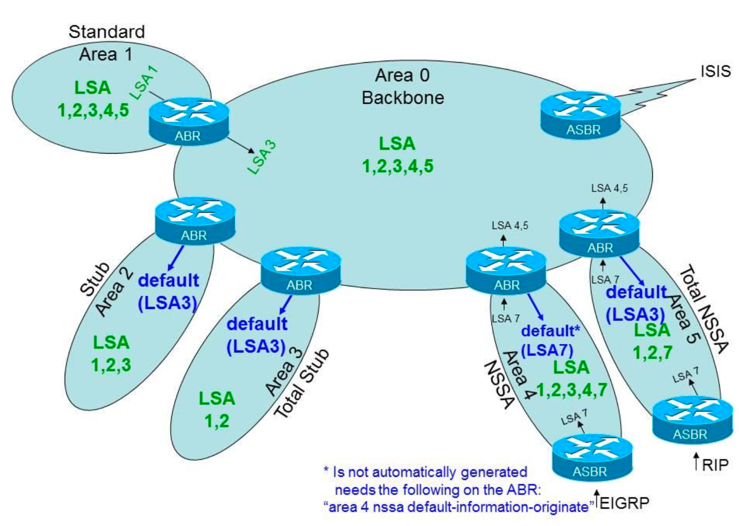 Standard
Area 1
LSA
1,2,3,4,5
LSA1
ABR
LSA3
Area 0
Backbone
LSA
1,2,3,4,5
ASBR
ISIS
ABR
default
(LSA3)
Stub
Area 2
LSA
1,2,3
ABR
default
(LSA3)
Area 3
Total Stub
LSA
1,2
LSA 4,5
ABR
LSA 7
default*
(LSA7)
Area 4
NSSA
LSA
1,2,3,4,7
LSA 7
ASBR
EIGRP
LSA 4,5
ABR
LSA 7
default
(LSA3)
Total NSSA
Area 5
LSA
1,2,7
LSA 7
ASBR
RIP
* Is not automatically generated
needs the following on the ABR:
“area 4 nssa default-information-originate”